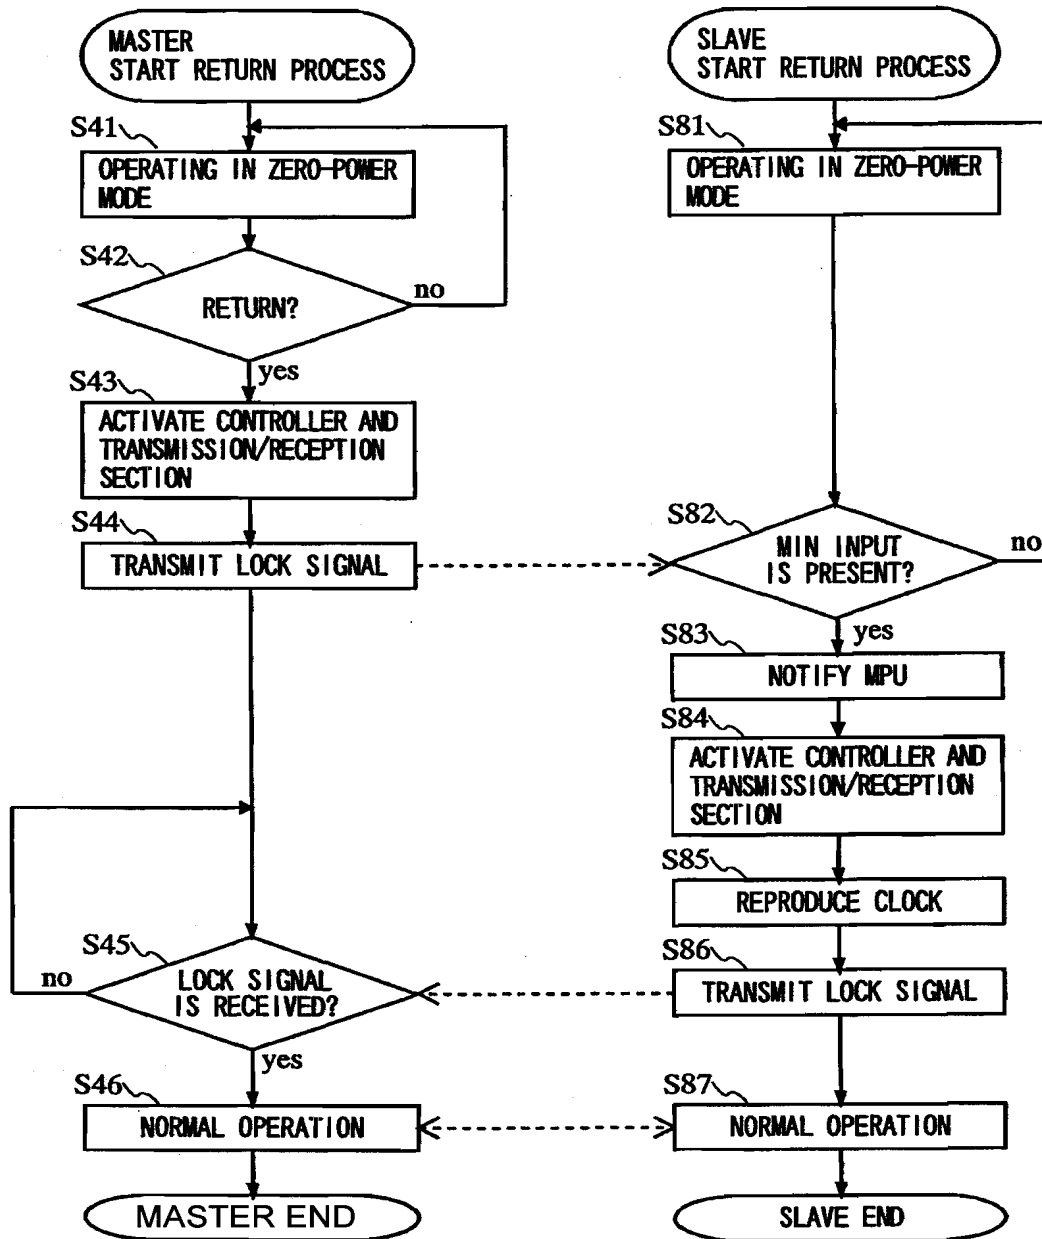 MASTER
START RETURN PROCESS
S41
OPERATING IN ZERO-POWER
MODE
S42
RETURN?
no
yes
S43
ACTIVATE CONTROLLER AND
TRANSMISSION/RECEPTION
SECTION
S44
TRANSMIT LOCK SIGNAL
S45
LOCK SIGNAL
IS RECEIVED?
no
yes
S46
NORMAL OPERATION
MASTER END
SLAVE
START RETURN PROCESS
S81
OPERATING IN ZERO-POWER
MODE
S82
MIN INPUT
IS PRESENT?
no
yes
S83
NOTIFY MPU
S84
ACTIVATE CONTROLLER AND
TRANSMISSION/RECEPTION
SECTION
S85
REPRODUCE CLOCK
S86
TRANSMIT LOCK SIGNAL
S87
NORMAL OPERATION
SLAVE END